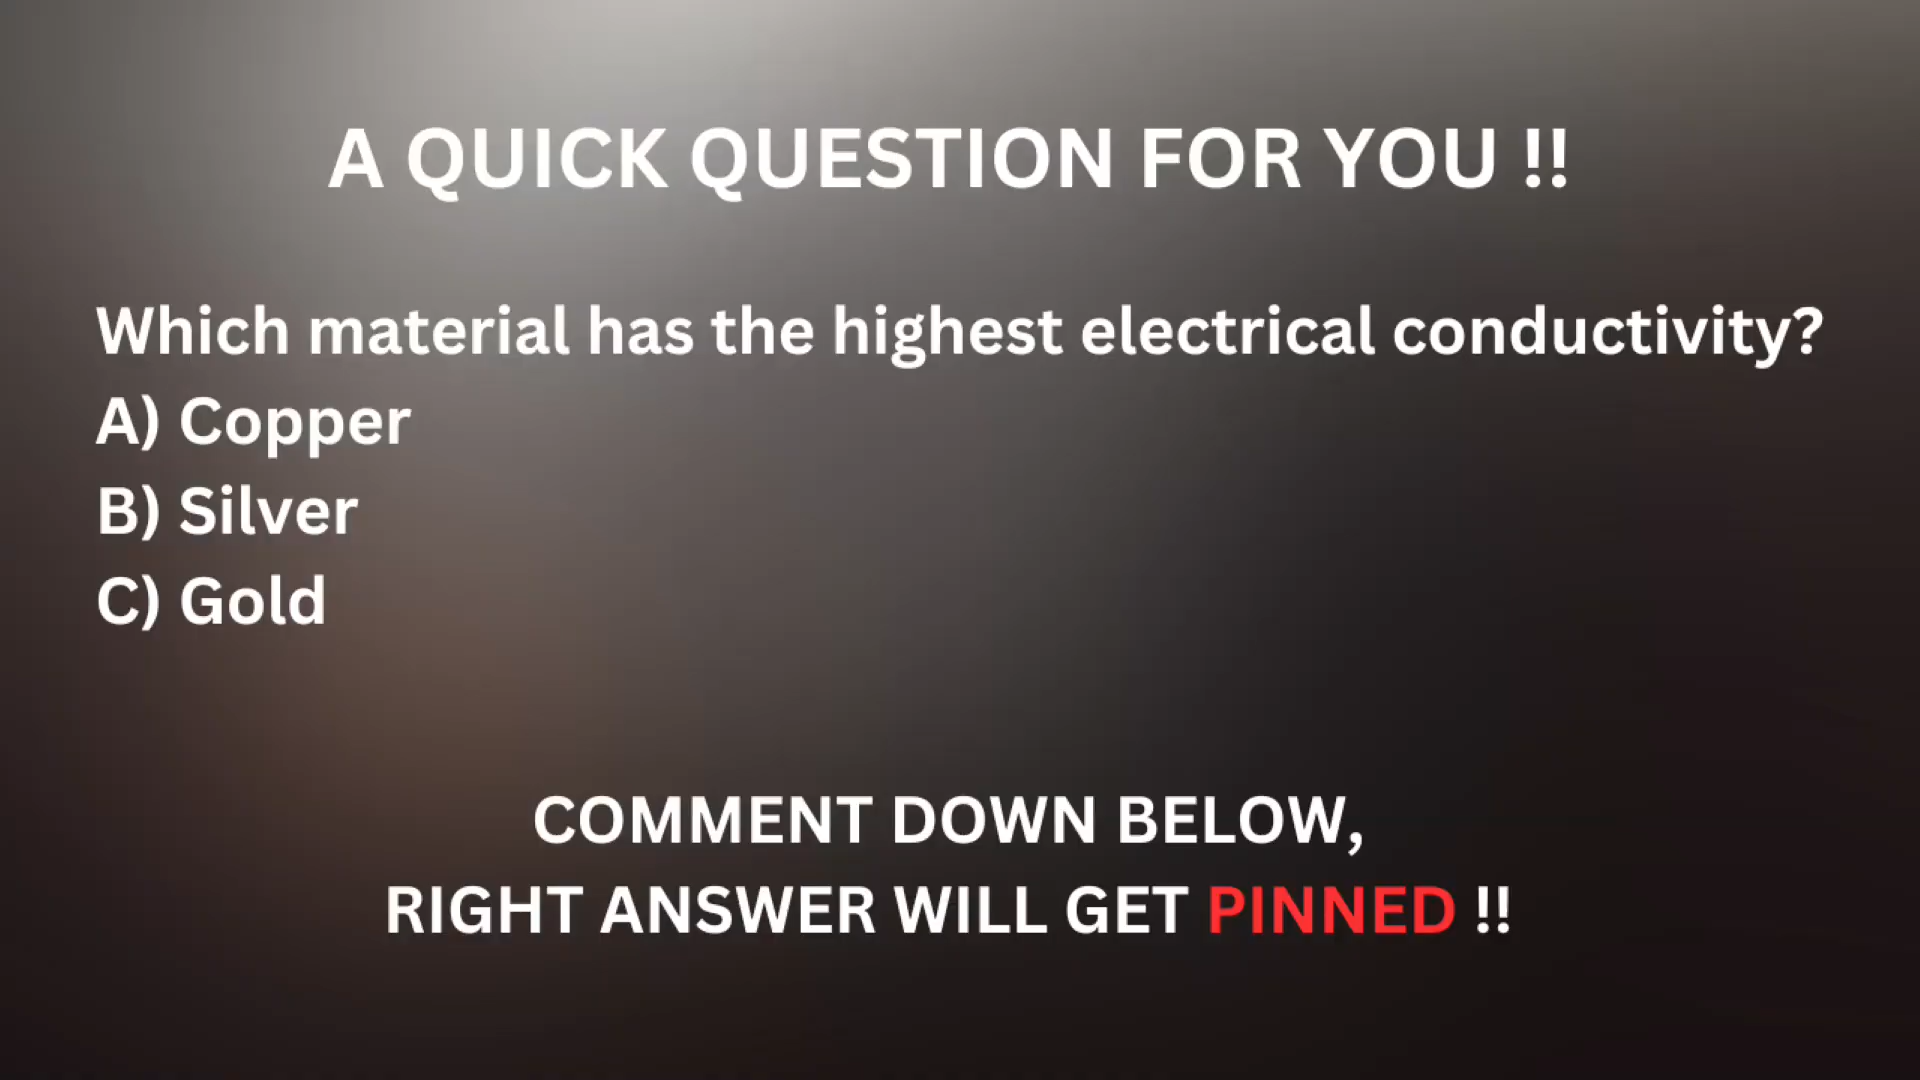 A QUICK QUESTION FOR YOU !!
Which material has the highest electrical conductivity?
A) Copper
B) Silver
C) Gold
COMMENT DOWN BELOW,
RIGHT ANSWER WILL GET PINNED !!